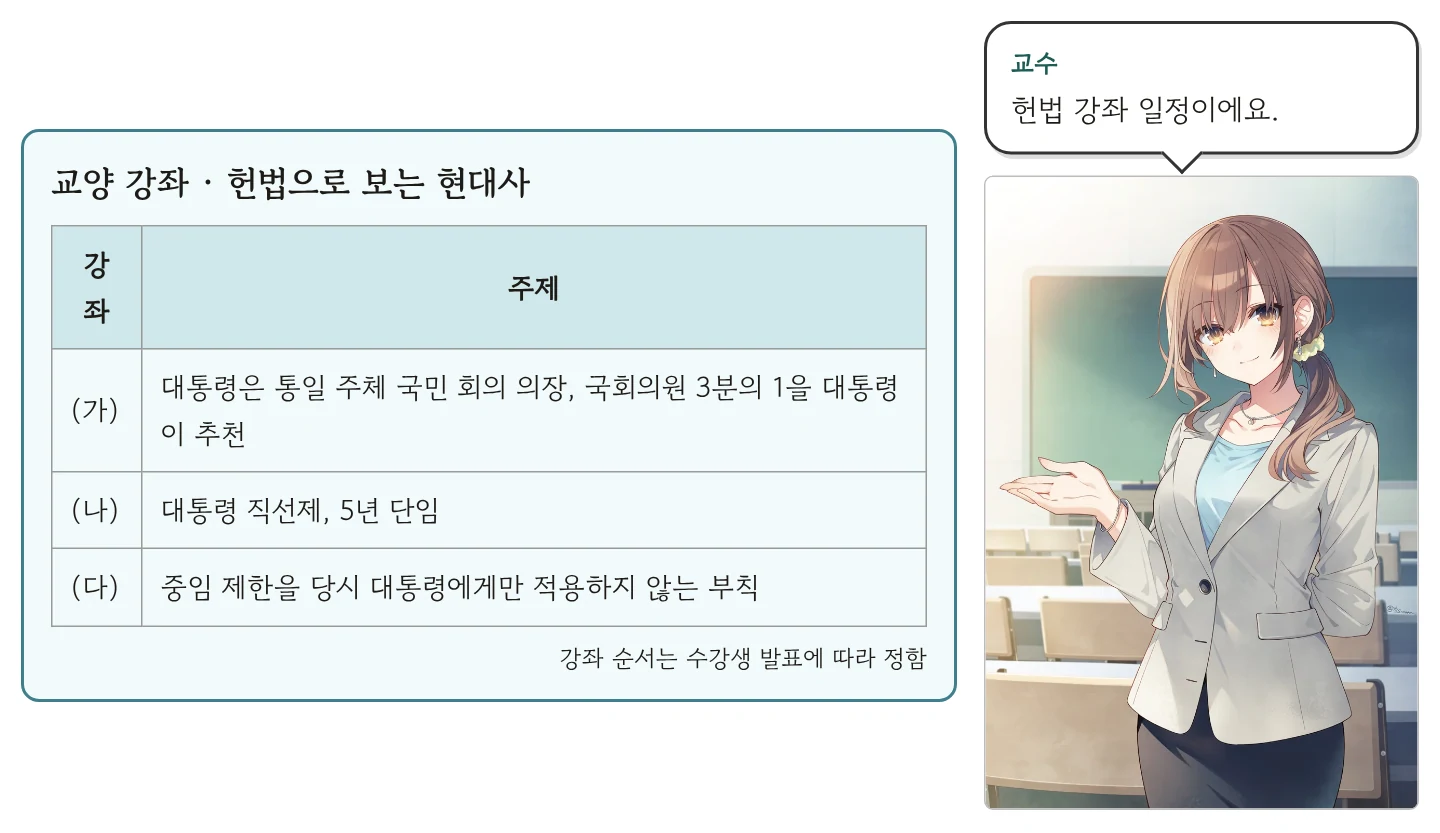 교수
헌법 강좌 일정이에요.
교양 강좌 · 헌법으로 보는 현대사
강
좌
주제
(가)
대통령은 통일 주체 국민 회의 의장, 국회의원 3분의 1을 대통령
이 추천
(나)
대통령 직선제, 5년 단임
(다)
중임 제한을 당시 대통령에게만 적용하지 않는 부칙
강좌 순서는 수강생 발표에 따라 정함